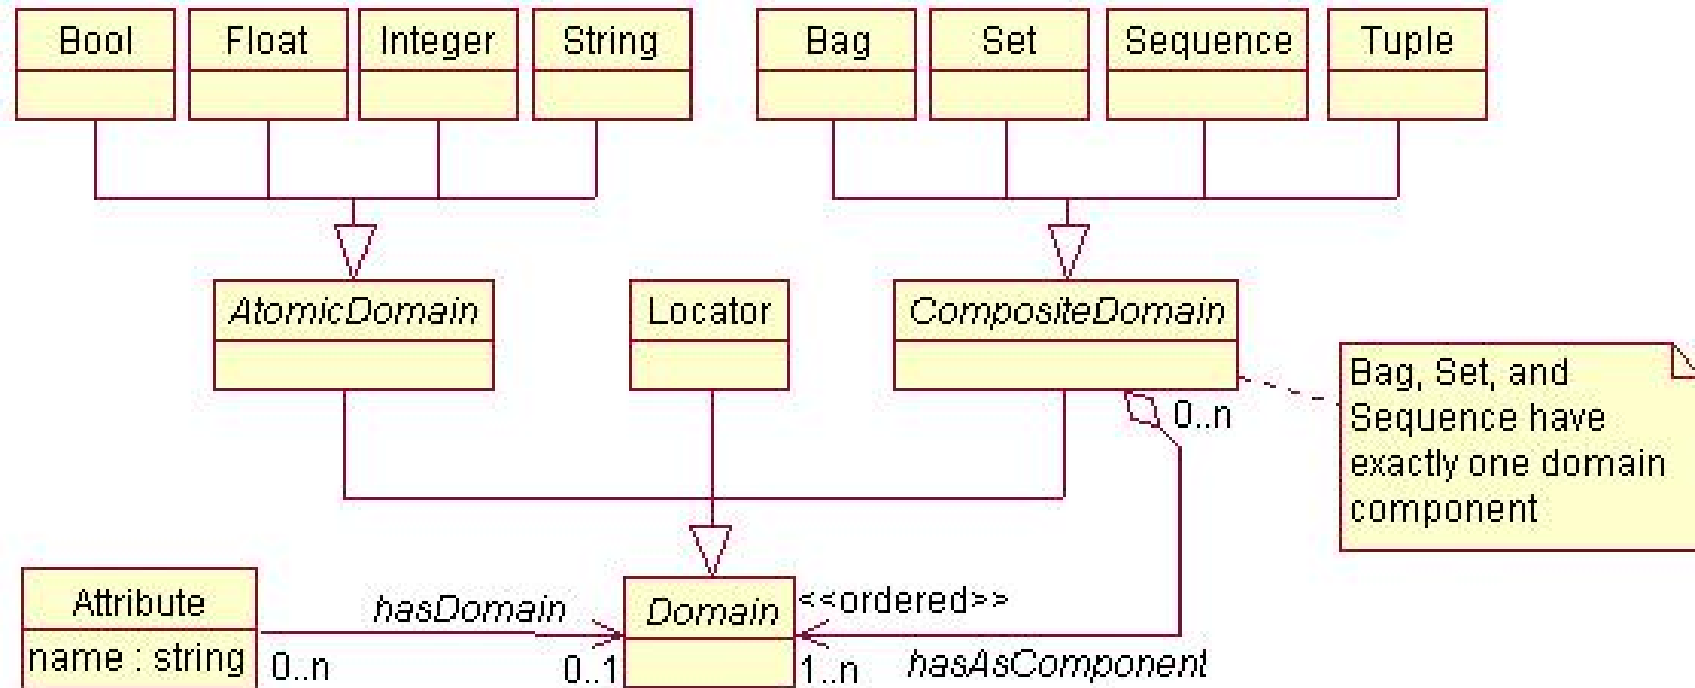 Bool
Float
Integer
String
Bag
Set
Sequence
Tuple
AtomicDomain
Locator
CompositeDomain
0..n
Bag, Set, and
Sequence have
exactly one domain
component
Attribute
name : string
hasDomain
0..n
0..1
Domain
<<ordered>>
1..n
hasAsComponent